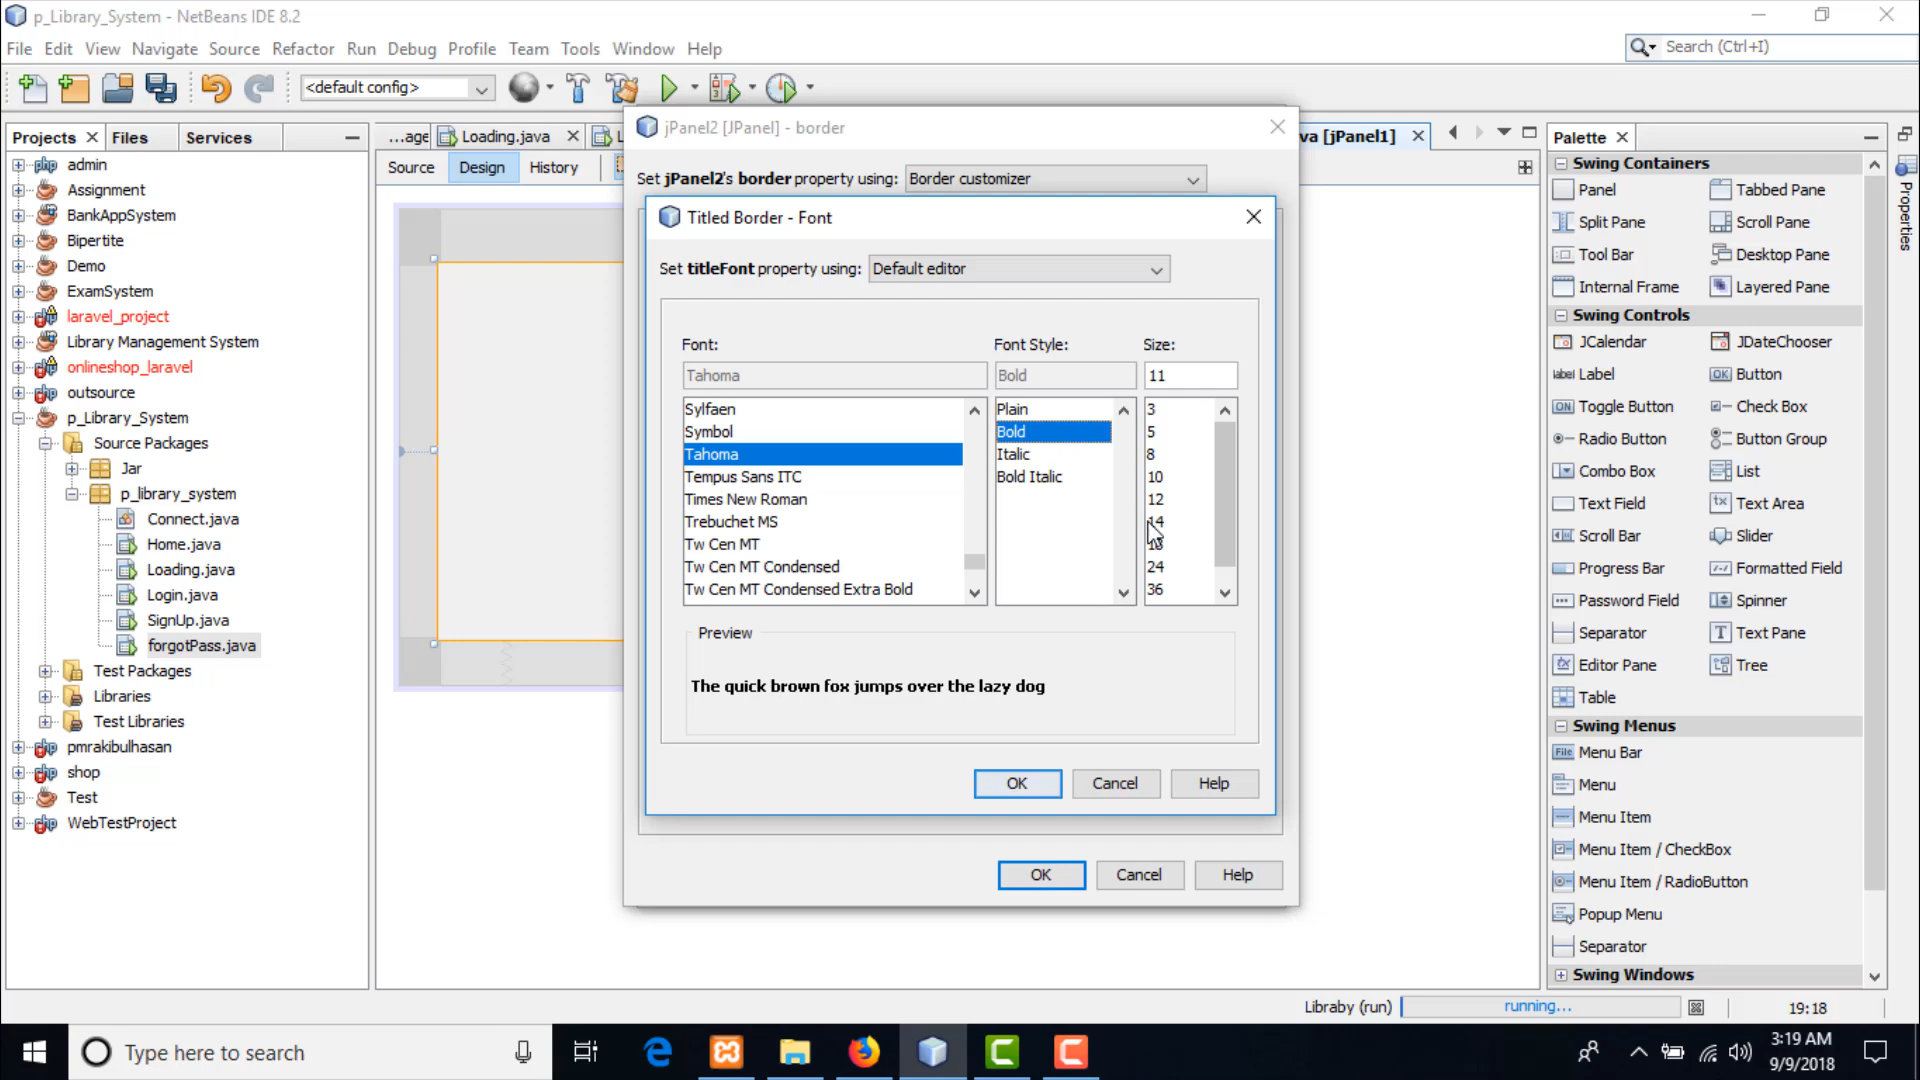 p_Library_System - NetBeans IDE 8.2
File Edit View Navigate Source Refactor Run Debug Profile Team Tools Window Help
Search (Ctrl+I)
<default config>
Projects Files Services
...age Loading.java
va [jPanel1]
Source Design History
admin
Assignment
BankAppSystem
Bipertite
Demo
ExamSystem
laravel_project
Library Management System
onlineshop_laravel
outsource
p_Library_System
Source Packages
Jar
p_library_system
Connect.java
Home.java
Loading.java
Login.java
SignUp.java
forgotPass.java
Test Packages
Libraries
Test Libraries
pmrakibulhasan
shop
Test
WebTestProject
jPanel2 [JPanel] - border
Set jPanel2's border property using: Border customizer
Titled Border - Font
Set titleFont property using: Default editor
Font: Font Style: Size:
Tahoma Bold 11
Sylfaen Plain 3
Symbol Bold 5
Tahoma Italic 8
Tempus Sans ITC Bold Italic 10
Times New Roman 12
Trebuchet MS 14
Tw Cen MT 18
Tw Cen MT Condensed 24
Tw Cen MT Condensed Extra Bold 36
Preview
The quick brown fox jumps over the lazy dog
OK Cancel Help
OK Cancel Help
Palette
Swing Containers
Panel Tabbed Pane
Split Pane Scroll Pane
Tool Bar Desktop Pane
Internal Frame Layered Pane
Swing Controls
JCalendar JDateChooser
label Label OK Button
ON Toggle Button Check Box
Radio Button Button Group
Combo Box List
Text Field Text Area
Scroll Bar Slider
Progress Bar Formatted Field
Password Field Spinner
Separator Text Pane
Editor Pane Tree
Table
Swing Menus
File Menu Bar
Menu
Menu Item
Menu Item / CheckBox
Menu Item / RadioButton
Popup Menu
Separator
Swing Windows
Properties
Libraby (run) running... 19:18
Type here to search
3:19 AM
9/9/2018